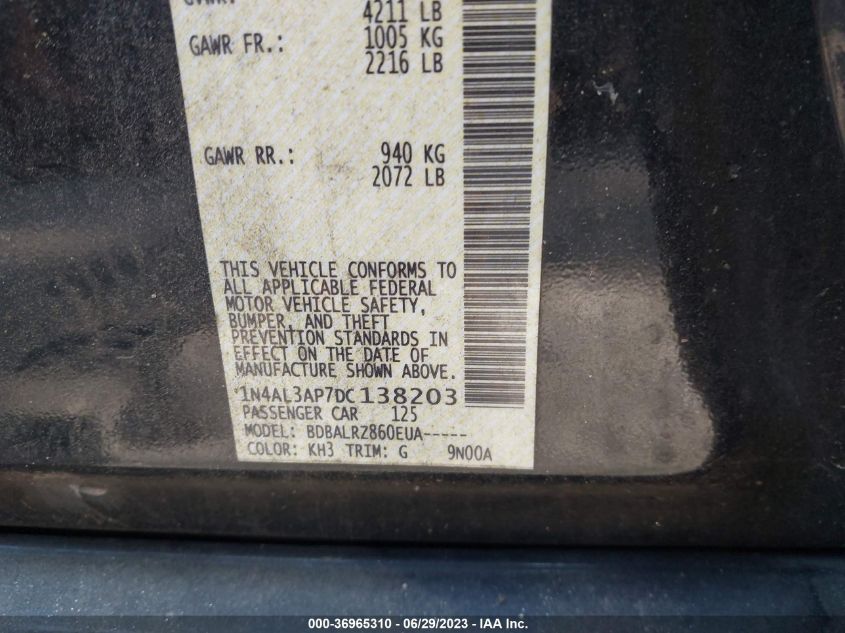 4211 LB
GAWR FR.: 1005 KG
2216 LB
GAWR RR.: 940 KG
2072 LB
THIS VEHICLE CONFORMS TO
ALL APPLICABLE FEDERAL
MOTOR VEHICLE SAFETY,
BUMPER, AND THEFT
PREVENTION STANDARDS IN
EFFECT ON THE DATE OF
MANUFACTURE SHOWN ABOVE.
1N4AL3AP7DC138203
PASSENGER CAR 125
MODEL: BDBALRZ860EUA-----
COLOR: KH3 TRIM: G 9N00A
000-36965310 - 06/29/2023 - IAA Inc.